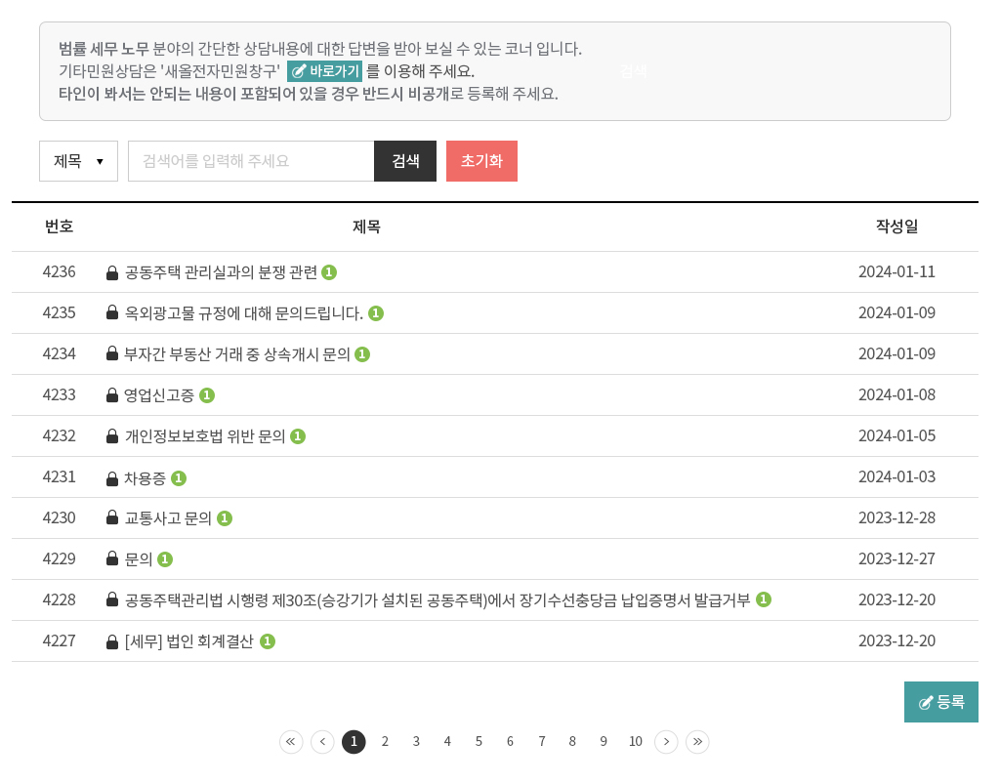 법률 세무 노무 분야의 간단한 상담내용에 대한 답변을 받아 보실 수 있는 코너 입니다.
기타민원상담은 '새올전자민원창구' 바로가기 를 이용해 주세요. 검색
타인이 봐서는 안되는 내용이 포함되어 있을 경우 반드시 비공개로 등록해 주세요.
제목 ▼ 검색어를 입력해 주세요 검색 초기화
번호 제목 작성일
4236 공동주택 관리실과의 분쟁 관련 1 2024-01-11
4235 옥외광고물 규정에 대해 문의드립니다. 1 2024-01-09
4234 부자간 부동산 거래 중 상속개시 문의 1 2024-01-09
4233 영업신고증 1 2024-01-08
4232 개인정보보호법 위반 문의 1 2024-01-05
4231 차용증 1 2024-01-03
4230 교통사고 문의 1 2023-12-28
4229 문의 1 2023-12-27
4228 공동주택관리법 시행령 제30조(승강기가 설치된 공동주택)에서 장기수선충당금 납입증명서 발급거부 1 2023-12-20
4227 [세무] 법인 회계결산 1 2023-12-20
등록
« ‹ 1 2 3 4 5 6 7 8 9 10 › »